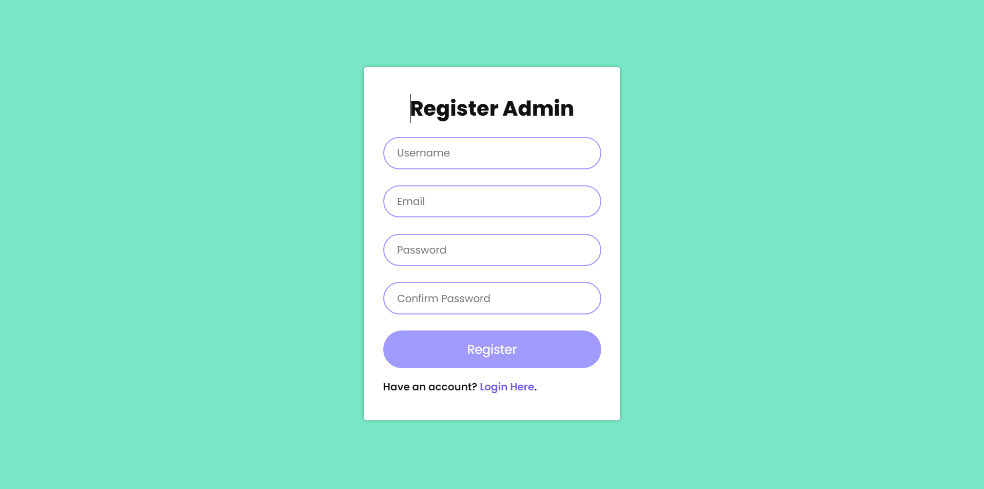 Register Admin
Username
Email
Password
Confirm Password
Register
Have an account? Login Here.